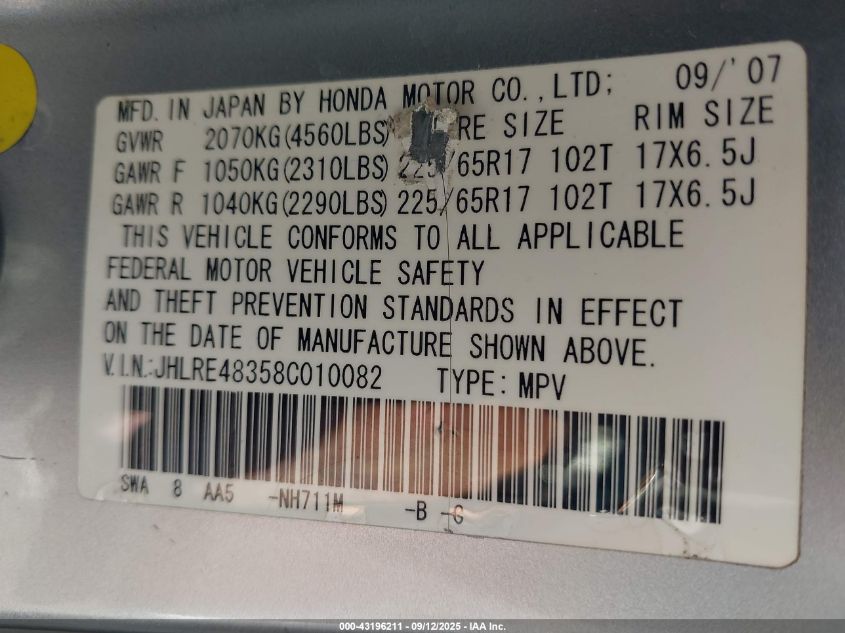 MFD. IN JAPAN BY HONDA MOTOR CO.,LTD; 09/'07
GVWR 2070KG(4560LBS) RE SIZE RIM SIZE
GAWR F 1050KG(2310LBS) 225/65R17 102T 17X6.5J
GAWR R 1040KG(2290LBS) 225/65R17 102T 17X6.5J
THIS VEHICLE CONFORMS TO ALL APPLICABLE
FEDERAL MOTOR VEHICLE SAFETY
AND THEFT PREVENTION STANDARDS IN EFFECT
ON THE DATE OF MANUFACTURE SHOWN ABOVE.
V.I.N.:JHLRE48358C010082 TYPE: MPV
SWA 8 AA5 -NH711M -B -G
000-43196211 - 09/12/2025 - IAA Inc.